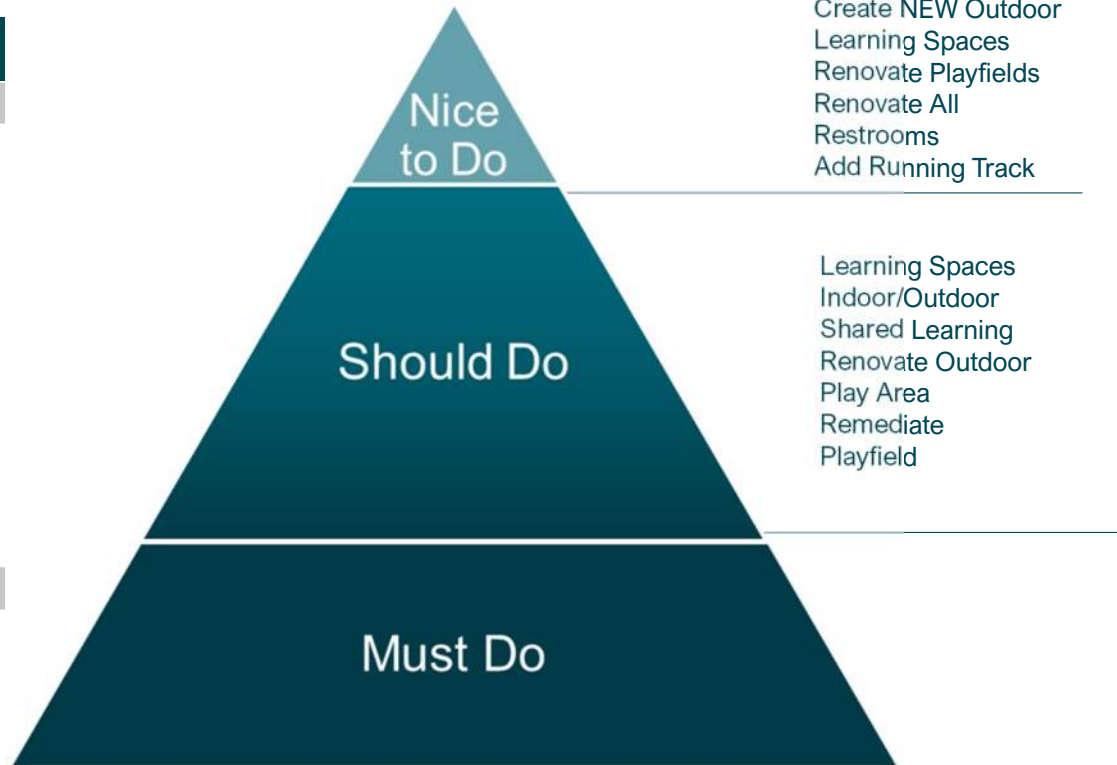 Create NEW Outdoor
Learning Spaces
Renovate Playfields
Renovate All
Restrooms
Add Running Track
Nice
to Do
Learning Spaces
Indoor/Outdoor
Shared Learning
Renovate Outdoor
Play Area
Remediate
Playfield
Should Do
Must Do